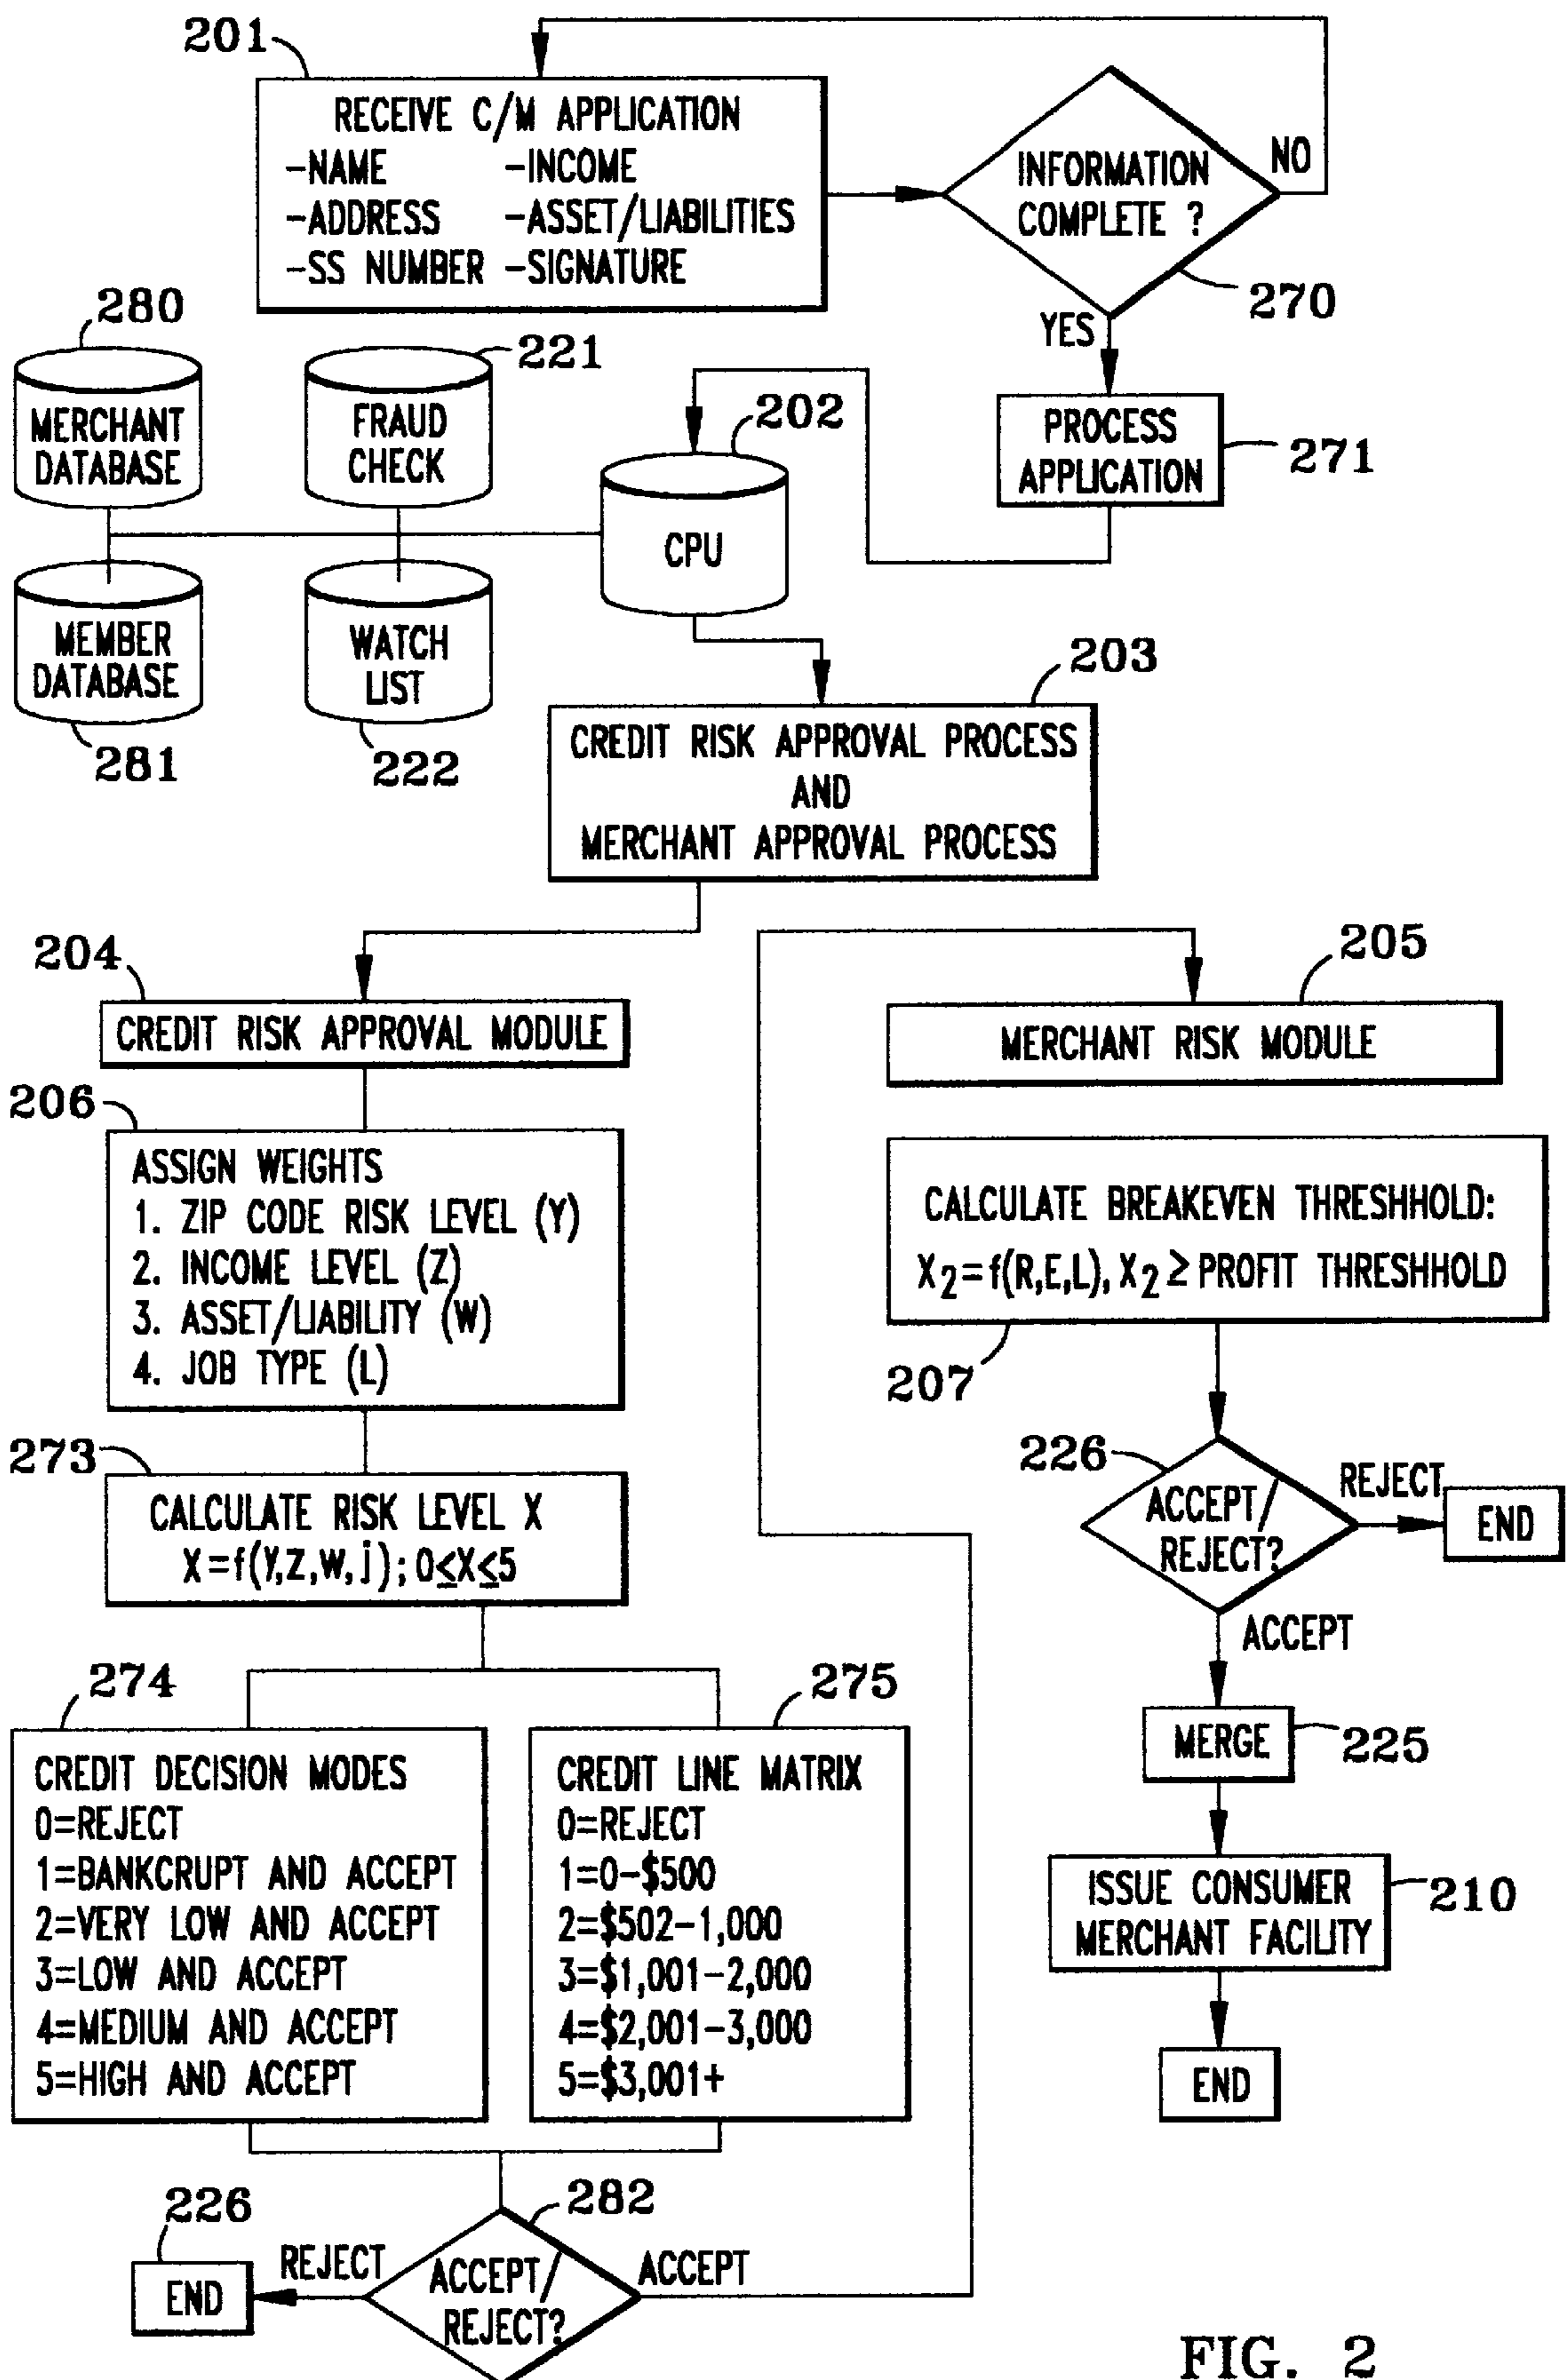 201
RECEIVE C/M APPLICATION
-NAME -INCOME
-ADDRESS -ASSET/LIABILITIES
-SS NUMBER -SIGNATURE
INFORMATION
COMPLETE ?
NO
270
YES
280
MERCHANT
DATABASE
221
FRAUD
CHECK
202
CPU
PROCESS
APPLICATION
271
MEMBER
DATABASE
281
WATCH
LIST
222
203
CREDIT RISK APPROVAL PROCESS
AND
MERCHANT APPROVAL PROCESS
204
CREDIT RISK APPROVAL MODULE
205
MERCHANT RISK MODULE
206
ASSIGN WEIGHTS
1. ZIP CODE RISK LEVEL (Y)
2. INCOME LEVEL (Z)
3. ASSET/LIABILITY (W)
4. JOB TYPE (L)
CALCULATE BREAKEVEN THRESHHOLD:
X2=f(R,E,L), X2 ≥ PROFIT THRESHHOLD
207
273
CALCULATE RISK LEVEL X
X=f(Y,Z,W,j); 0≤X≤5
226
ACCEPT/
REJECT?
REJECT
END
ACCEPT
274
CREDIT DECISION MODES
0=REJECT
1=BANKCRUPT AND ACCEPT
2=VERY LOW AND ACCEPT
3=LOW AND ACCEPT
4=MEDIUM AND ACCEPT
5=HIGH AND ACCEPT
275
CREDIT LINE MATRIX
0=REJECT
1=0-$500
2=$502-1,000
3=$1,001-2,000
4=$2,001-3,000
5=$3,001+
MERGE
225
ISSUE CONSUMER
MERCHANT FACILITY
210
END
226
END
REJECT
282
ACCEPT/
REJECT?
ACCEPT
FIG. 2